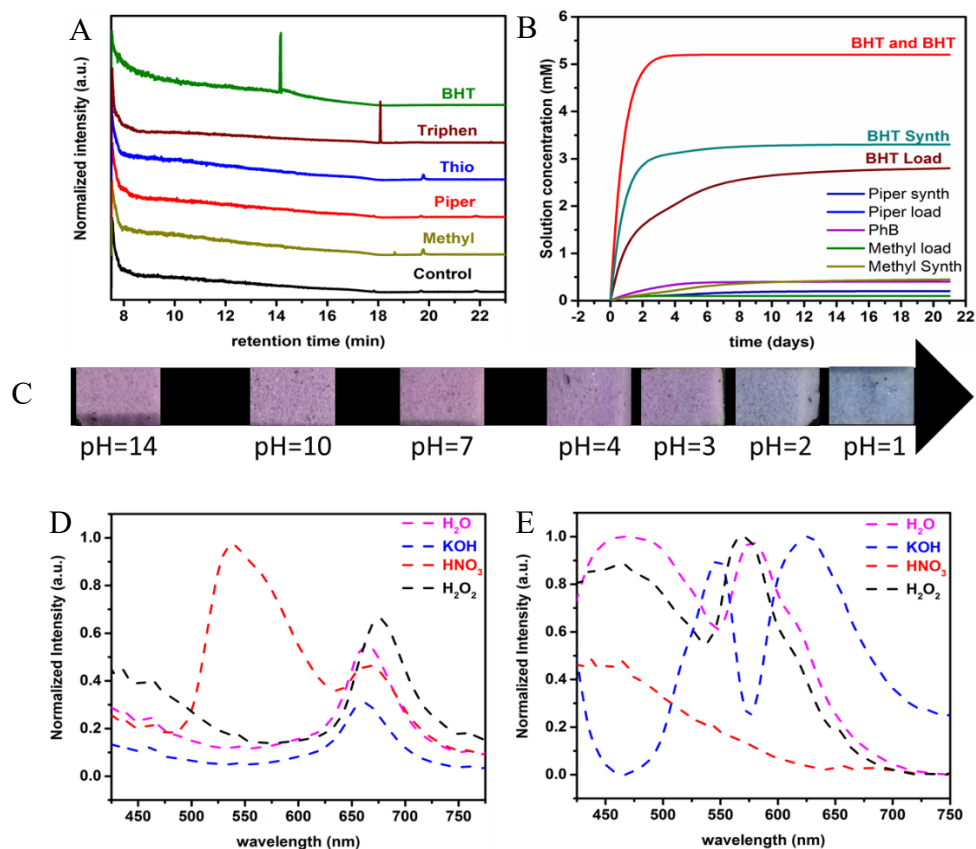 A
Normalized intensity (a.u.)
BHT
Triphen
Thio
Piper
Methyl
Control
8 10 12 14 16 18 20 22
retention time (min)
B
Solution concentration (mM)
6
5
4
3
2
1
0
BHT and BHT
BHT Synth
BHT Load
Piper synth
Piper load
PhB
Methyl load
Methyl Synth
-2 0 2 4 6 8 10 12 14 16 18 20 22
time (days)
C
pH=14 pH=10 pH=7 pH=4 pH=3 pH=2 pH=1
D
Normalized Intensity (a.u.)
1.0
0.8
0.6
0.4
0.2
0.0
H₂O
KOH
HNO₃
H₂O₂
450 500 550 600 650 700 750
wavelength (nm)
E
Normalized Intensity (a.u.)
1.0
0.8
0.6
0.4
0.2
0.0
H₂O
KOH
HNO₃
H₂O₂
450 500 550 600 650 700 750
wavelength (nm)